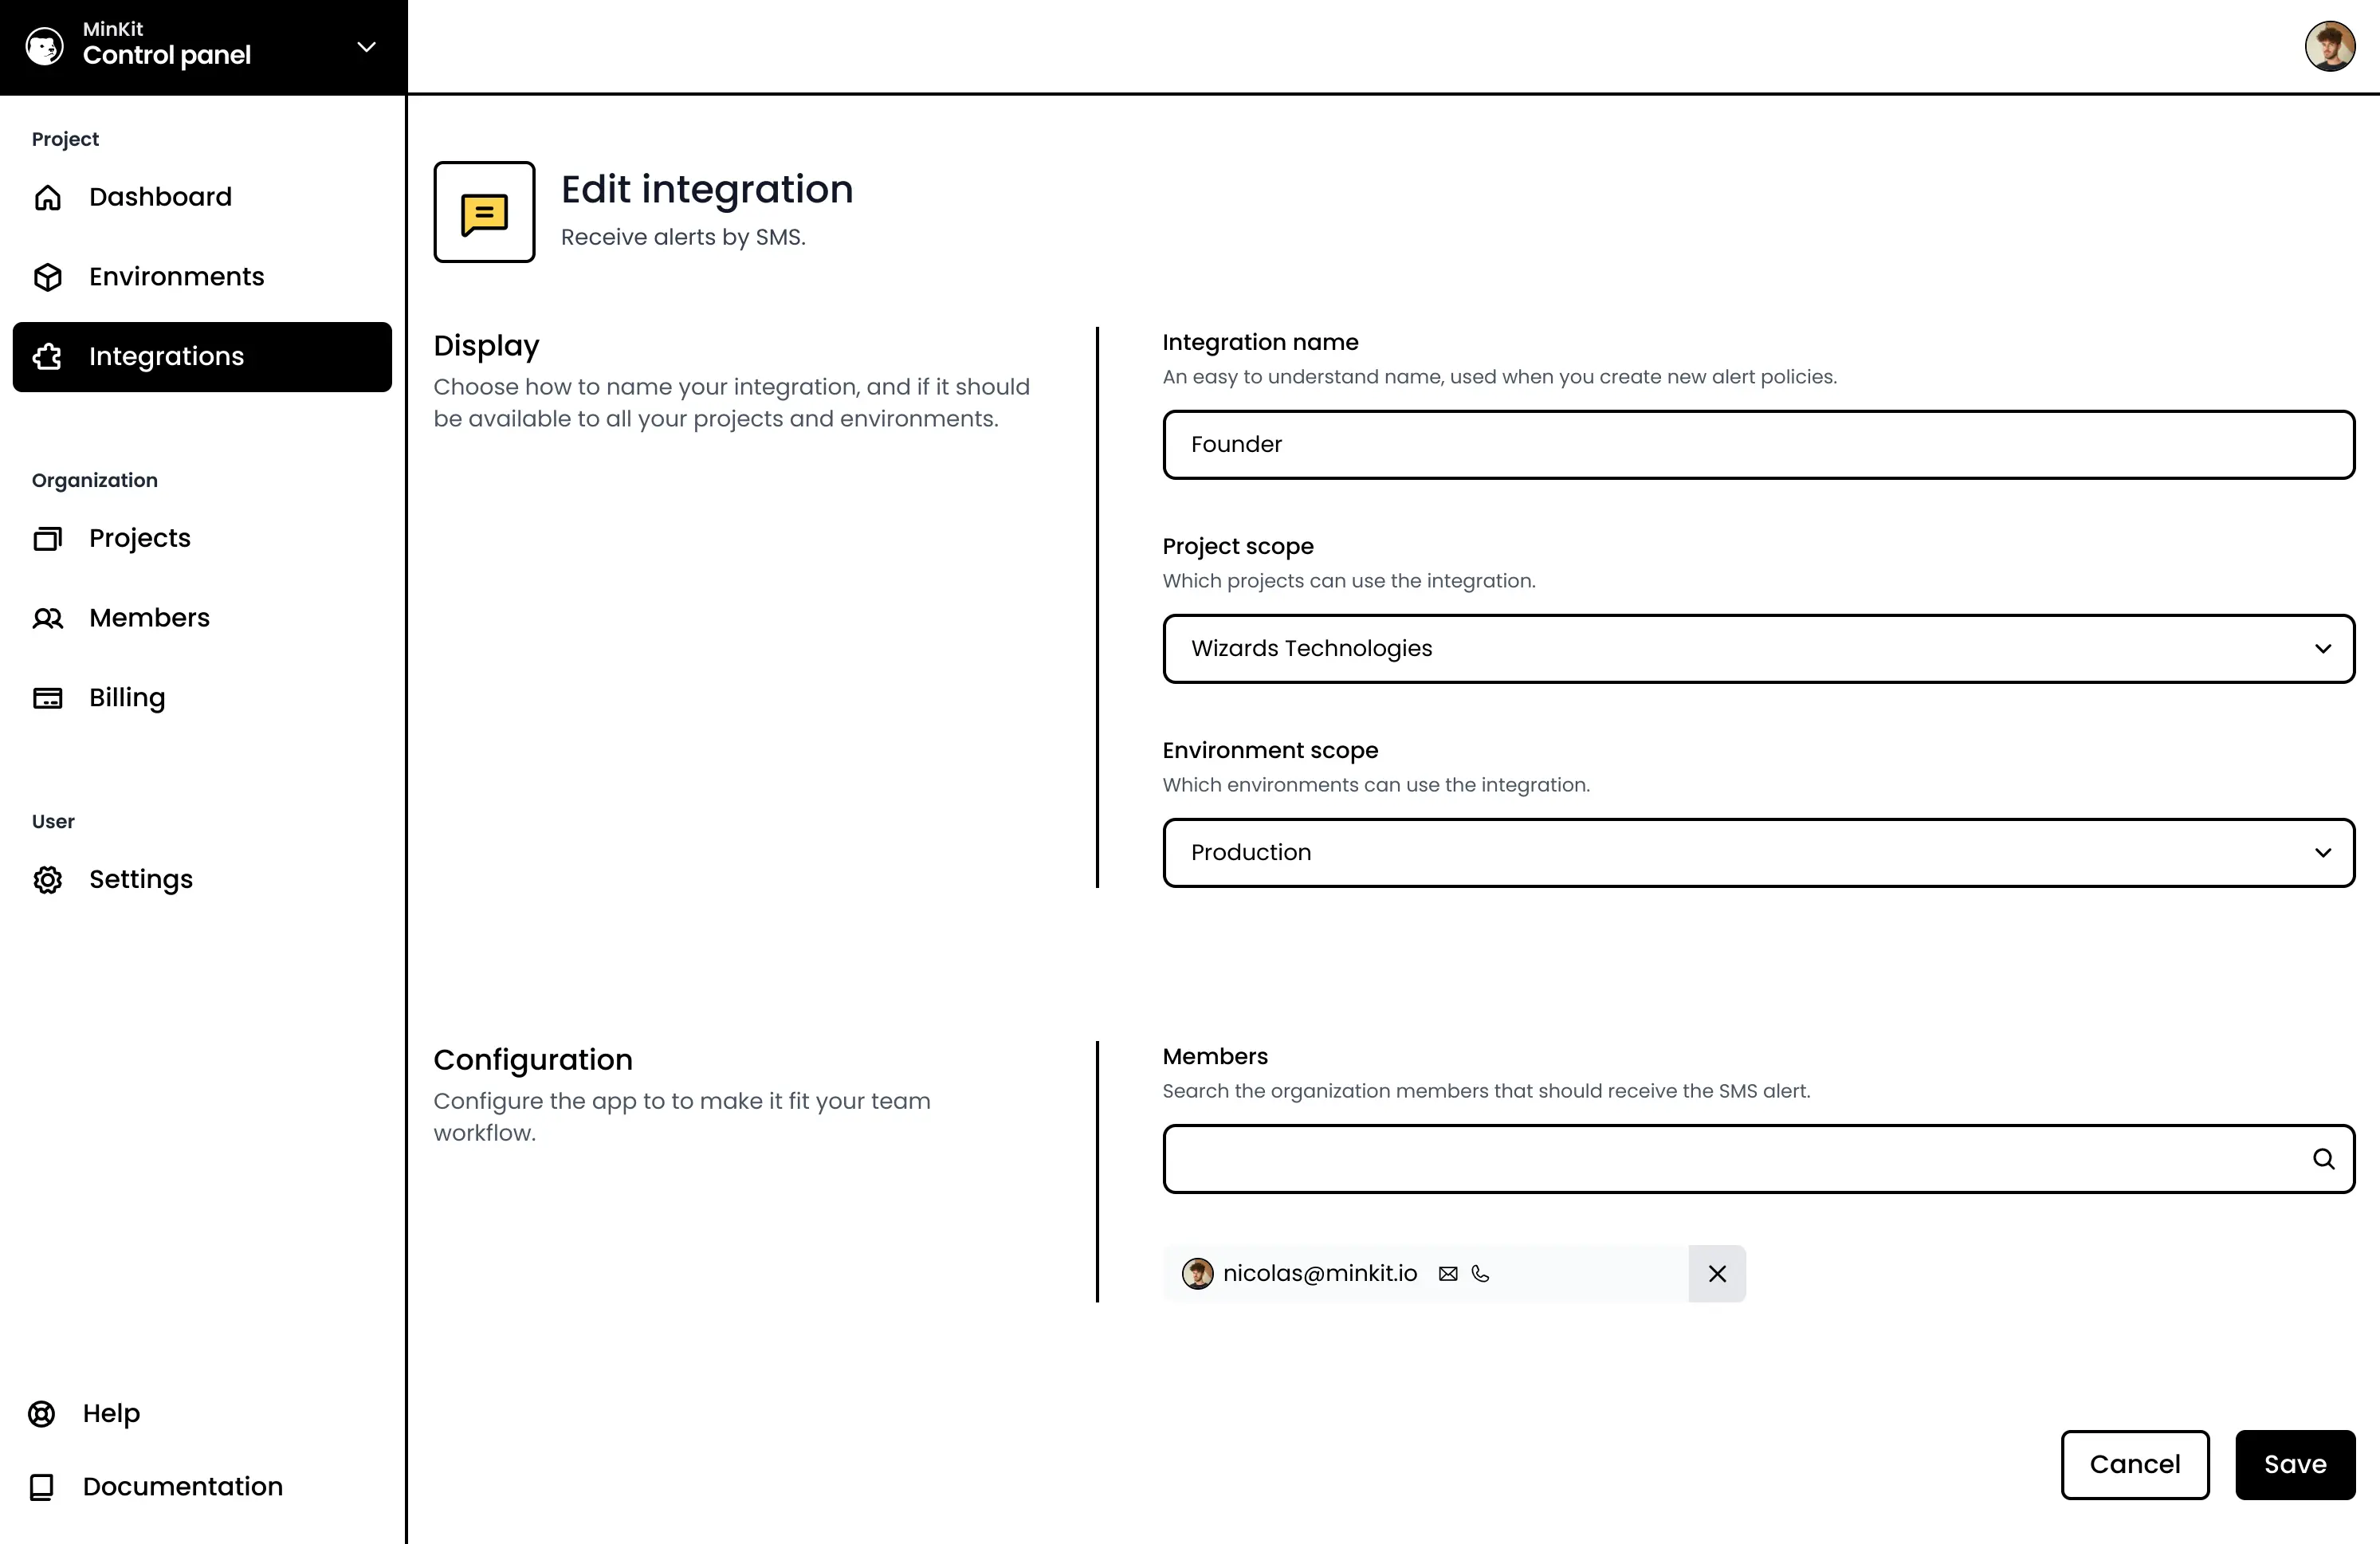 MinKit
Control panel
Project
Dashboard
Environments
Integrations
Organization
Projects
Members
Billing
User
Settings
Help
Documentation
Edit integration
Receive alerts by SMS.
Display
Choose how to name your integration, and if it should
be available to all your projects and environments.
Integration name
An easy to understand name, used when you create new alert policies.
Founder
Project scope
Which projects can use the integration.
Wizards Technologies
Environment scope
Which environments can use the integration.
Production
Configuration
Configure the app to to make it fit your team
workflow.
Members
Search the organization members that should receive the SMS alert.
nicolas@minkit.io
Cancel
Save